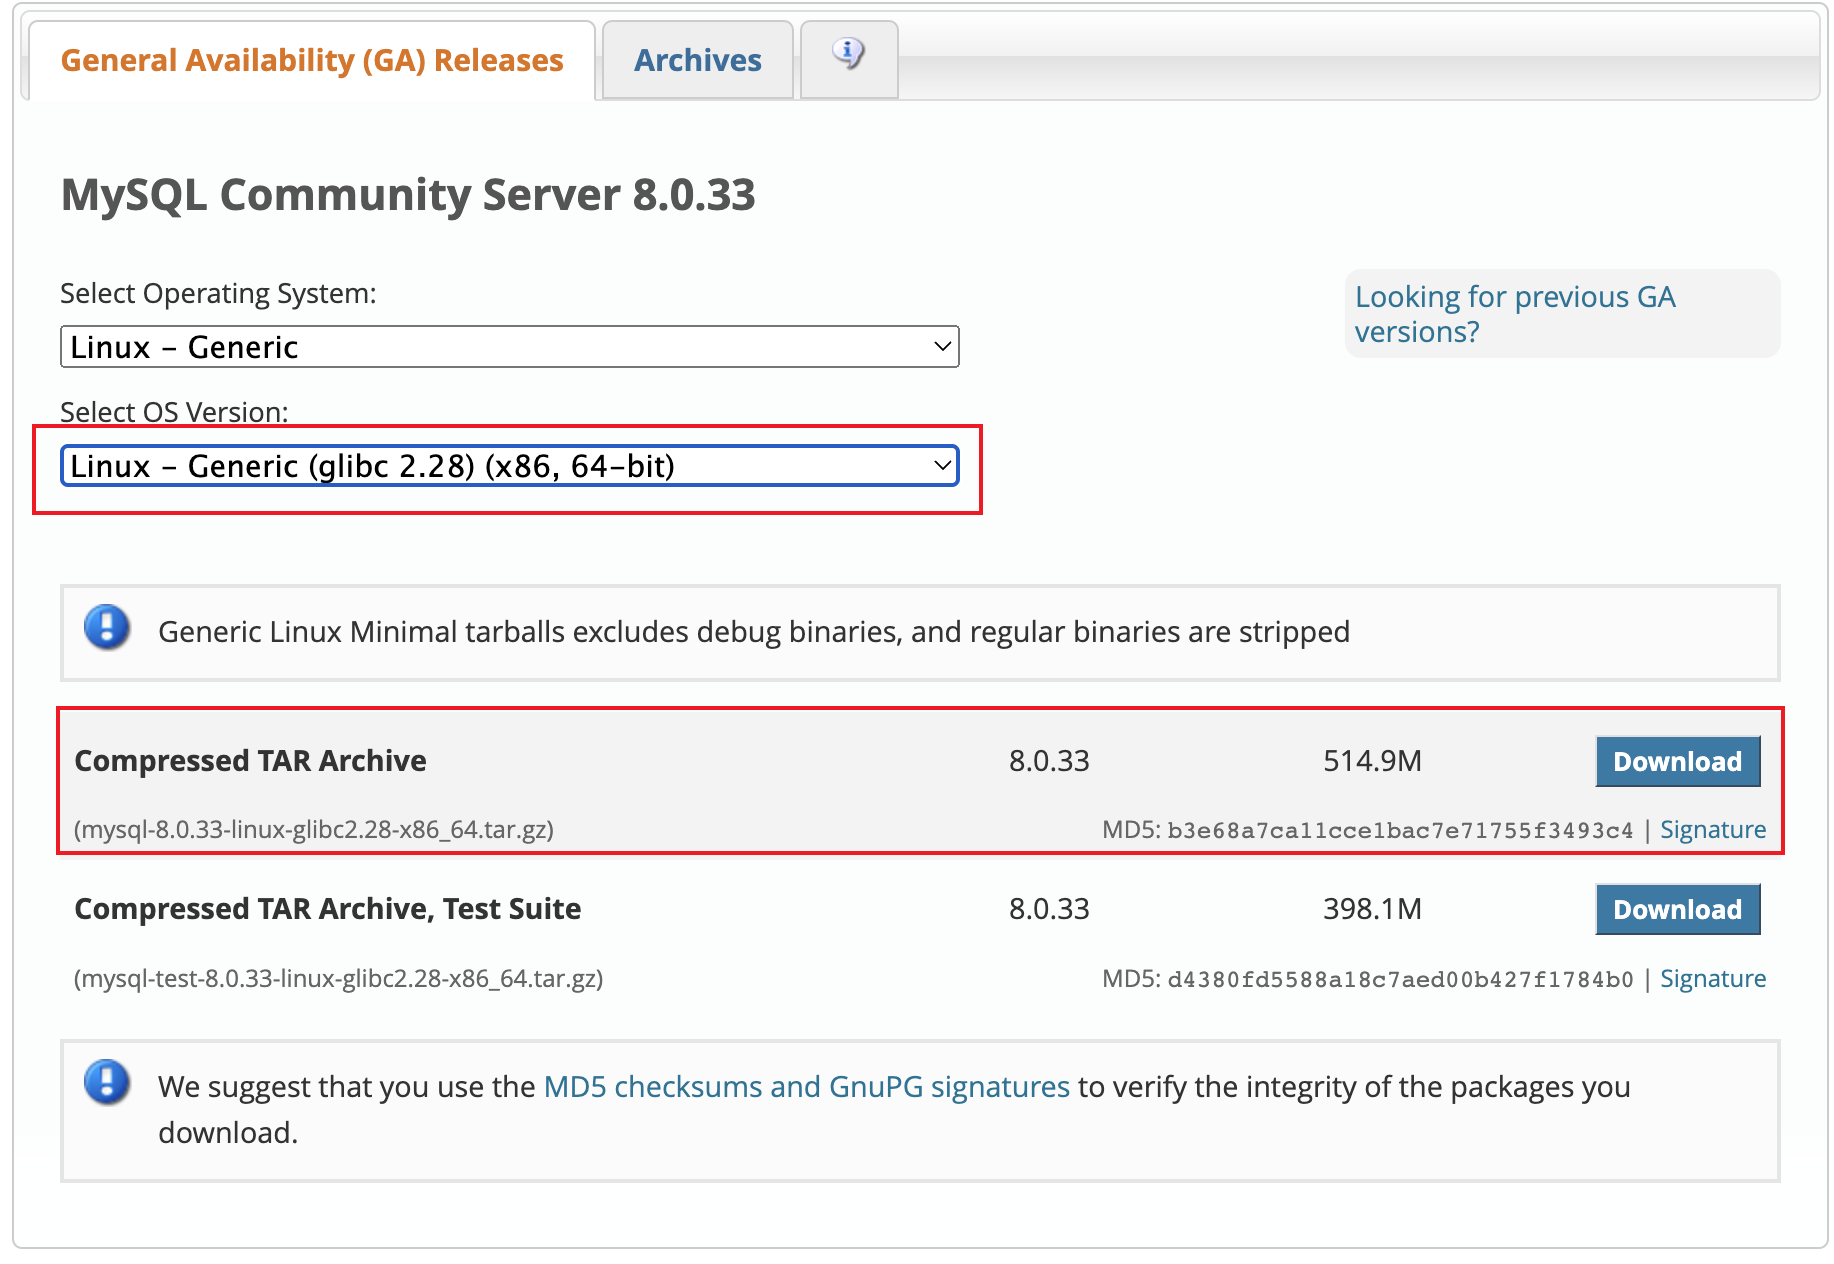 General Availability (GA) Releases
Archives
MySQL Community Server 8.0.33
Select Operating System:
Looking for previous GA
versions?
Linux – Generic
Select OS Version:
Linux – Generic (glibc 2.28) (x86, 64–bit)
Generic Linux Minimal tarballs excludes debug binaries, and regular binaries are stripped
Compressed TAR Archive 8.0.33 514.9M Download
(mysql-8.0.33-linux-glibc2.28-x86_64.tar.gz) MD5: b3e68a7ca11cce1bac7e71755f3493c4 | Signature
Compressed TAR Archive, Test Suite 8.0.33 398.1M Download
(mysql-test-8.0.33-linux-glibc2.28-x86_64.tar.gz) MD5: d4380fd5588a18c7aed00b427f1784b0 | Signature
We suggest that you use the MD5 checksums and GnuPG signatures to verify the integrity of the packages you
download.